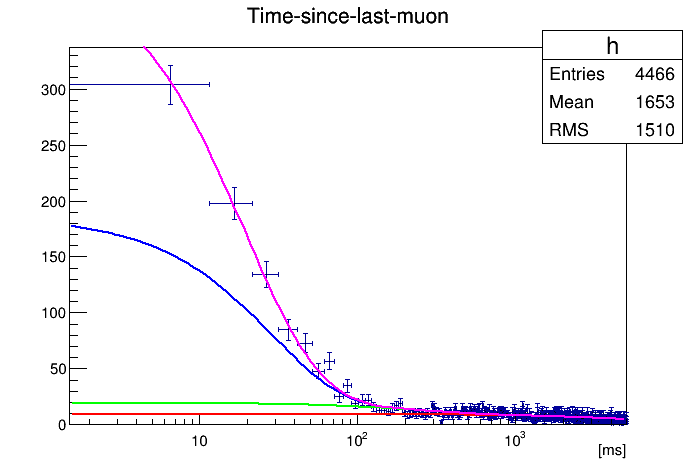 Time-since-last-muon
h
Entries 4466
Mean 1653
RMS 1510
300
250
200
150
100
50
0
10 10² 10³
[ms]